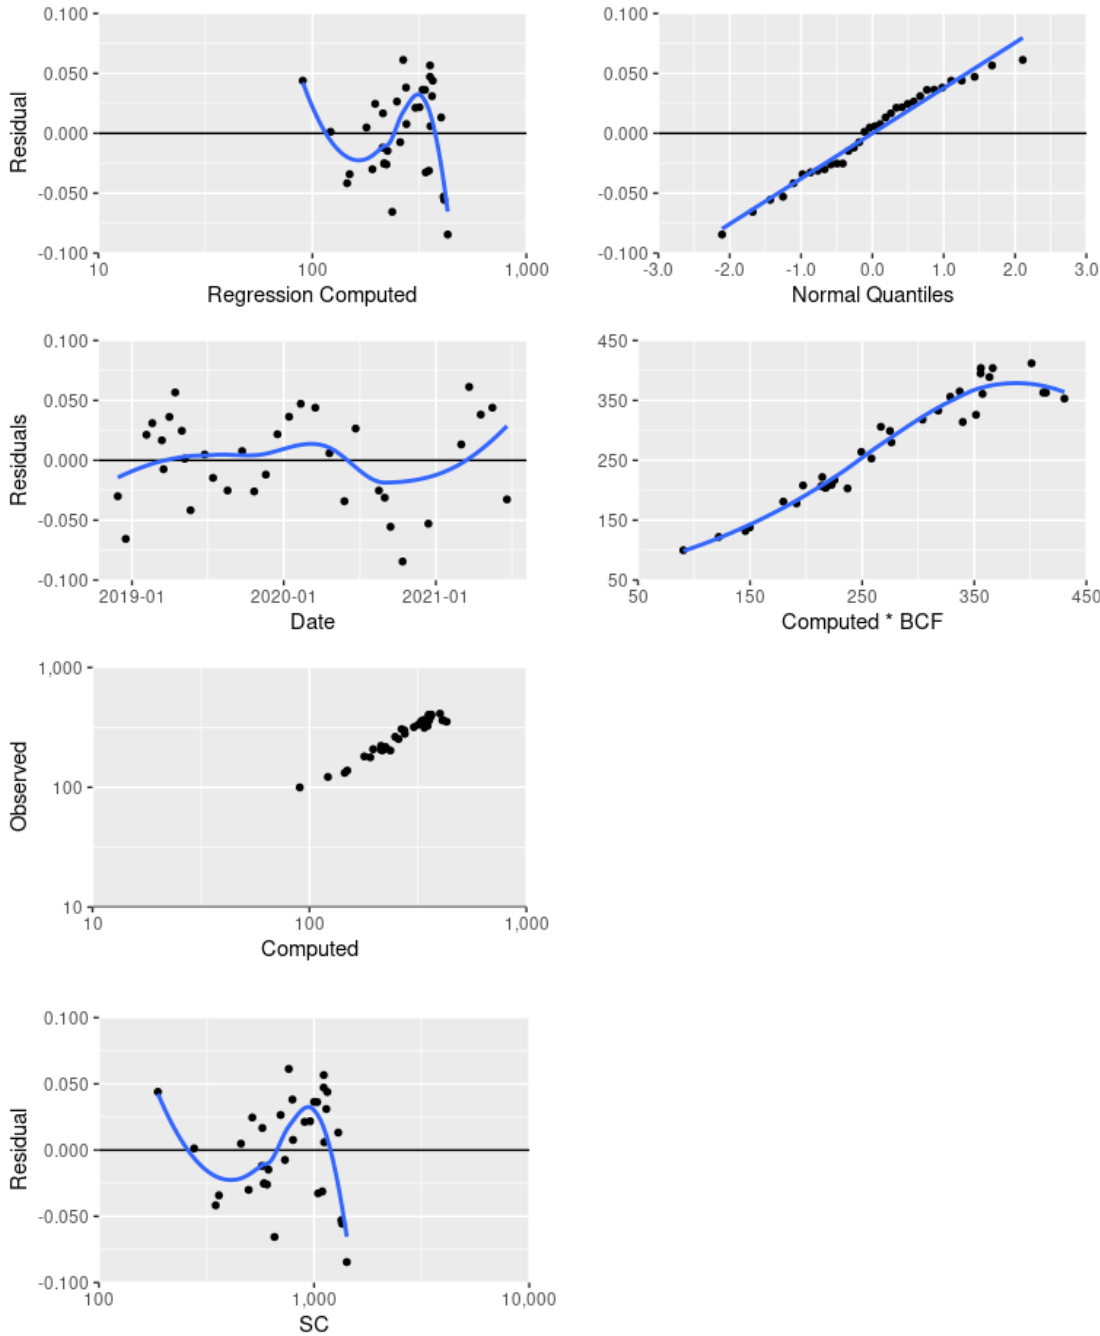 0.100
0.050
0.000
-0.050
-0.100
Residual
10 100 1,000
Regression Computed
0.100
0.050
0.000
-0.050
-0.100
-3.0 -2.0 -1.0 0.0 1.0 2.0 3.0
Normal Quantiles
0.100
0.050
0.000
-0.050
-0.100
Residuals
2019-01 2020-01 2021-01
Date
450
350
250
150
50
50 150 250 350 450
Computed * BCF
1,000
100
10
Observed
10 100 1,000
Computed
0.100
0.050
0.000
-0.050
-0.100
Residual
100 1,000 10,000
SC